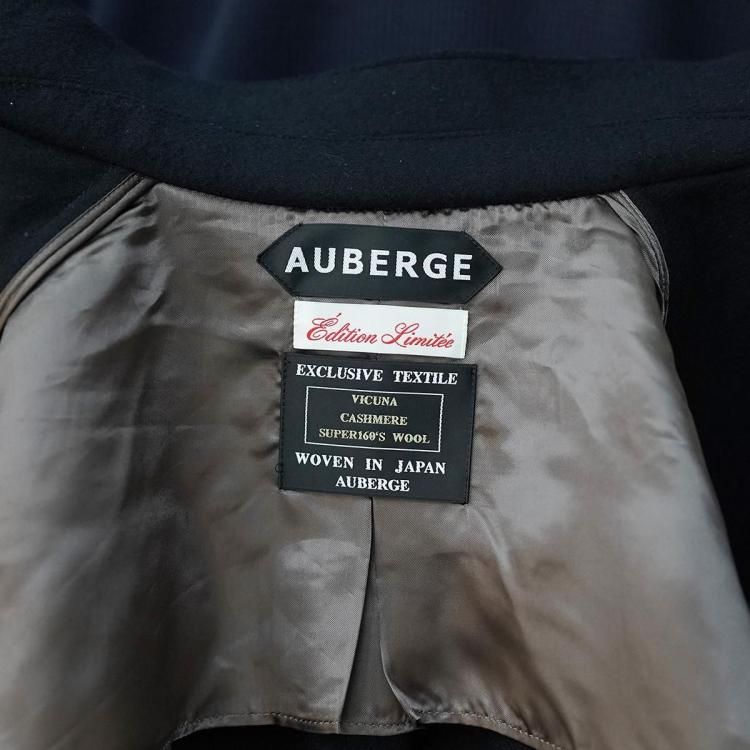 AUBERGE
Édition Limitée
EXCLUSIVE TEXTILE
VICUNA
CASHMERE
SUPER160'S WOOL
WOVEN IN JAPAN
AUBERGE